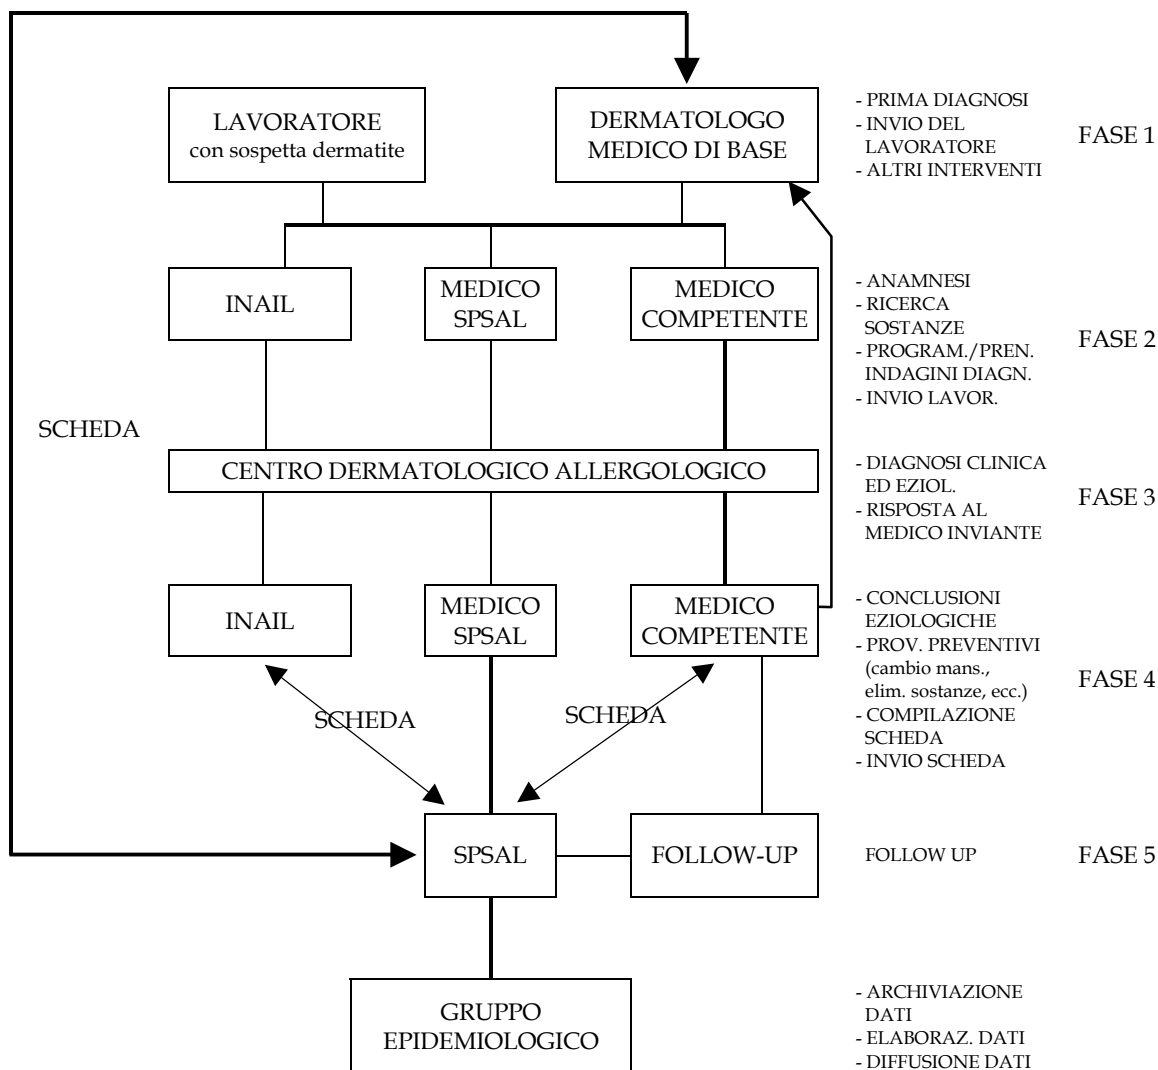 LAVORATORE
con sospetta dermatite
DERMATOLOGO
MEDICO DI BASE
- PRIMA DIAGNOSI
- INVIO DEL
LAVORATORE
- ALTRI INTERVENTI
FASE 1
INAIL
MEDICO
SPSAL
MEDICO
COMPETENTE
- ANAMNESI
- RICERCA
SOSTANZE
- PROGRAM./PREN.
INDAGINI DIAGN.
- INVIO LAVOR.
FASE 2
SCHEDA
CENTRO DERMATOLOGICO ALLERGOLOGICO
- DIAGNOSI CLINICA
ED EZIOL.
- RISPOSTA AL
MEDICO INVIANTE
FASE 3
INAIL
MEDICO
SPSAL
MEDICO
COMPETENTE
- CONCLUSIONI
EZIOLOGICHE
- PROV. PREVENTIVI
(cambio mans.,
elim. sostanze, ecc.)
- COMPILAZIONE
SCHEDA
- INVIO SCHEDA
FASE 4
SCHEDA
SCHEDA
SPSAL
FOLLOW-UP
FOLLOW UP
FASE 5
GRUPPO
EPIDEMIOLOGICO
- ARCHIVIAZIONE
DATI
- ELABORAZ. DATI
- DIFFUSIONE DATI